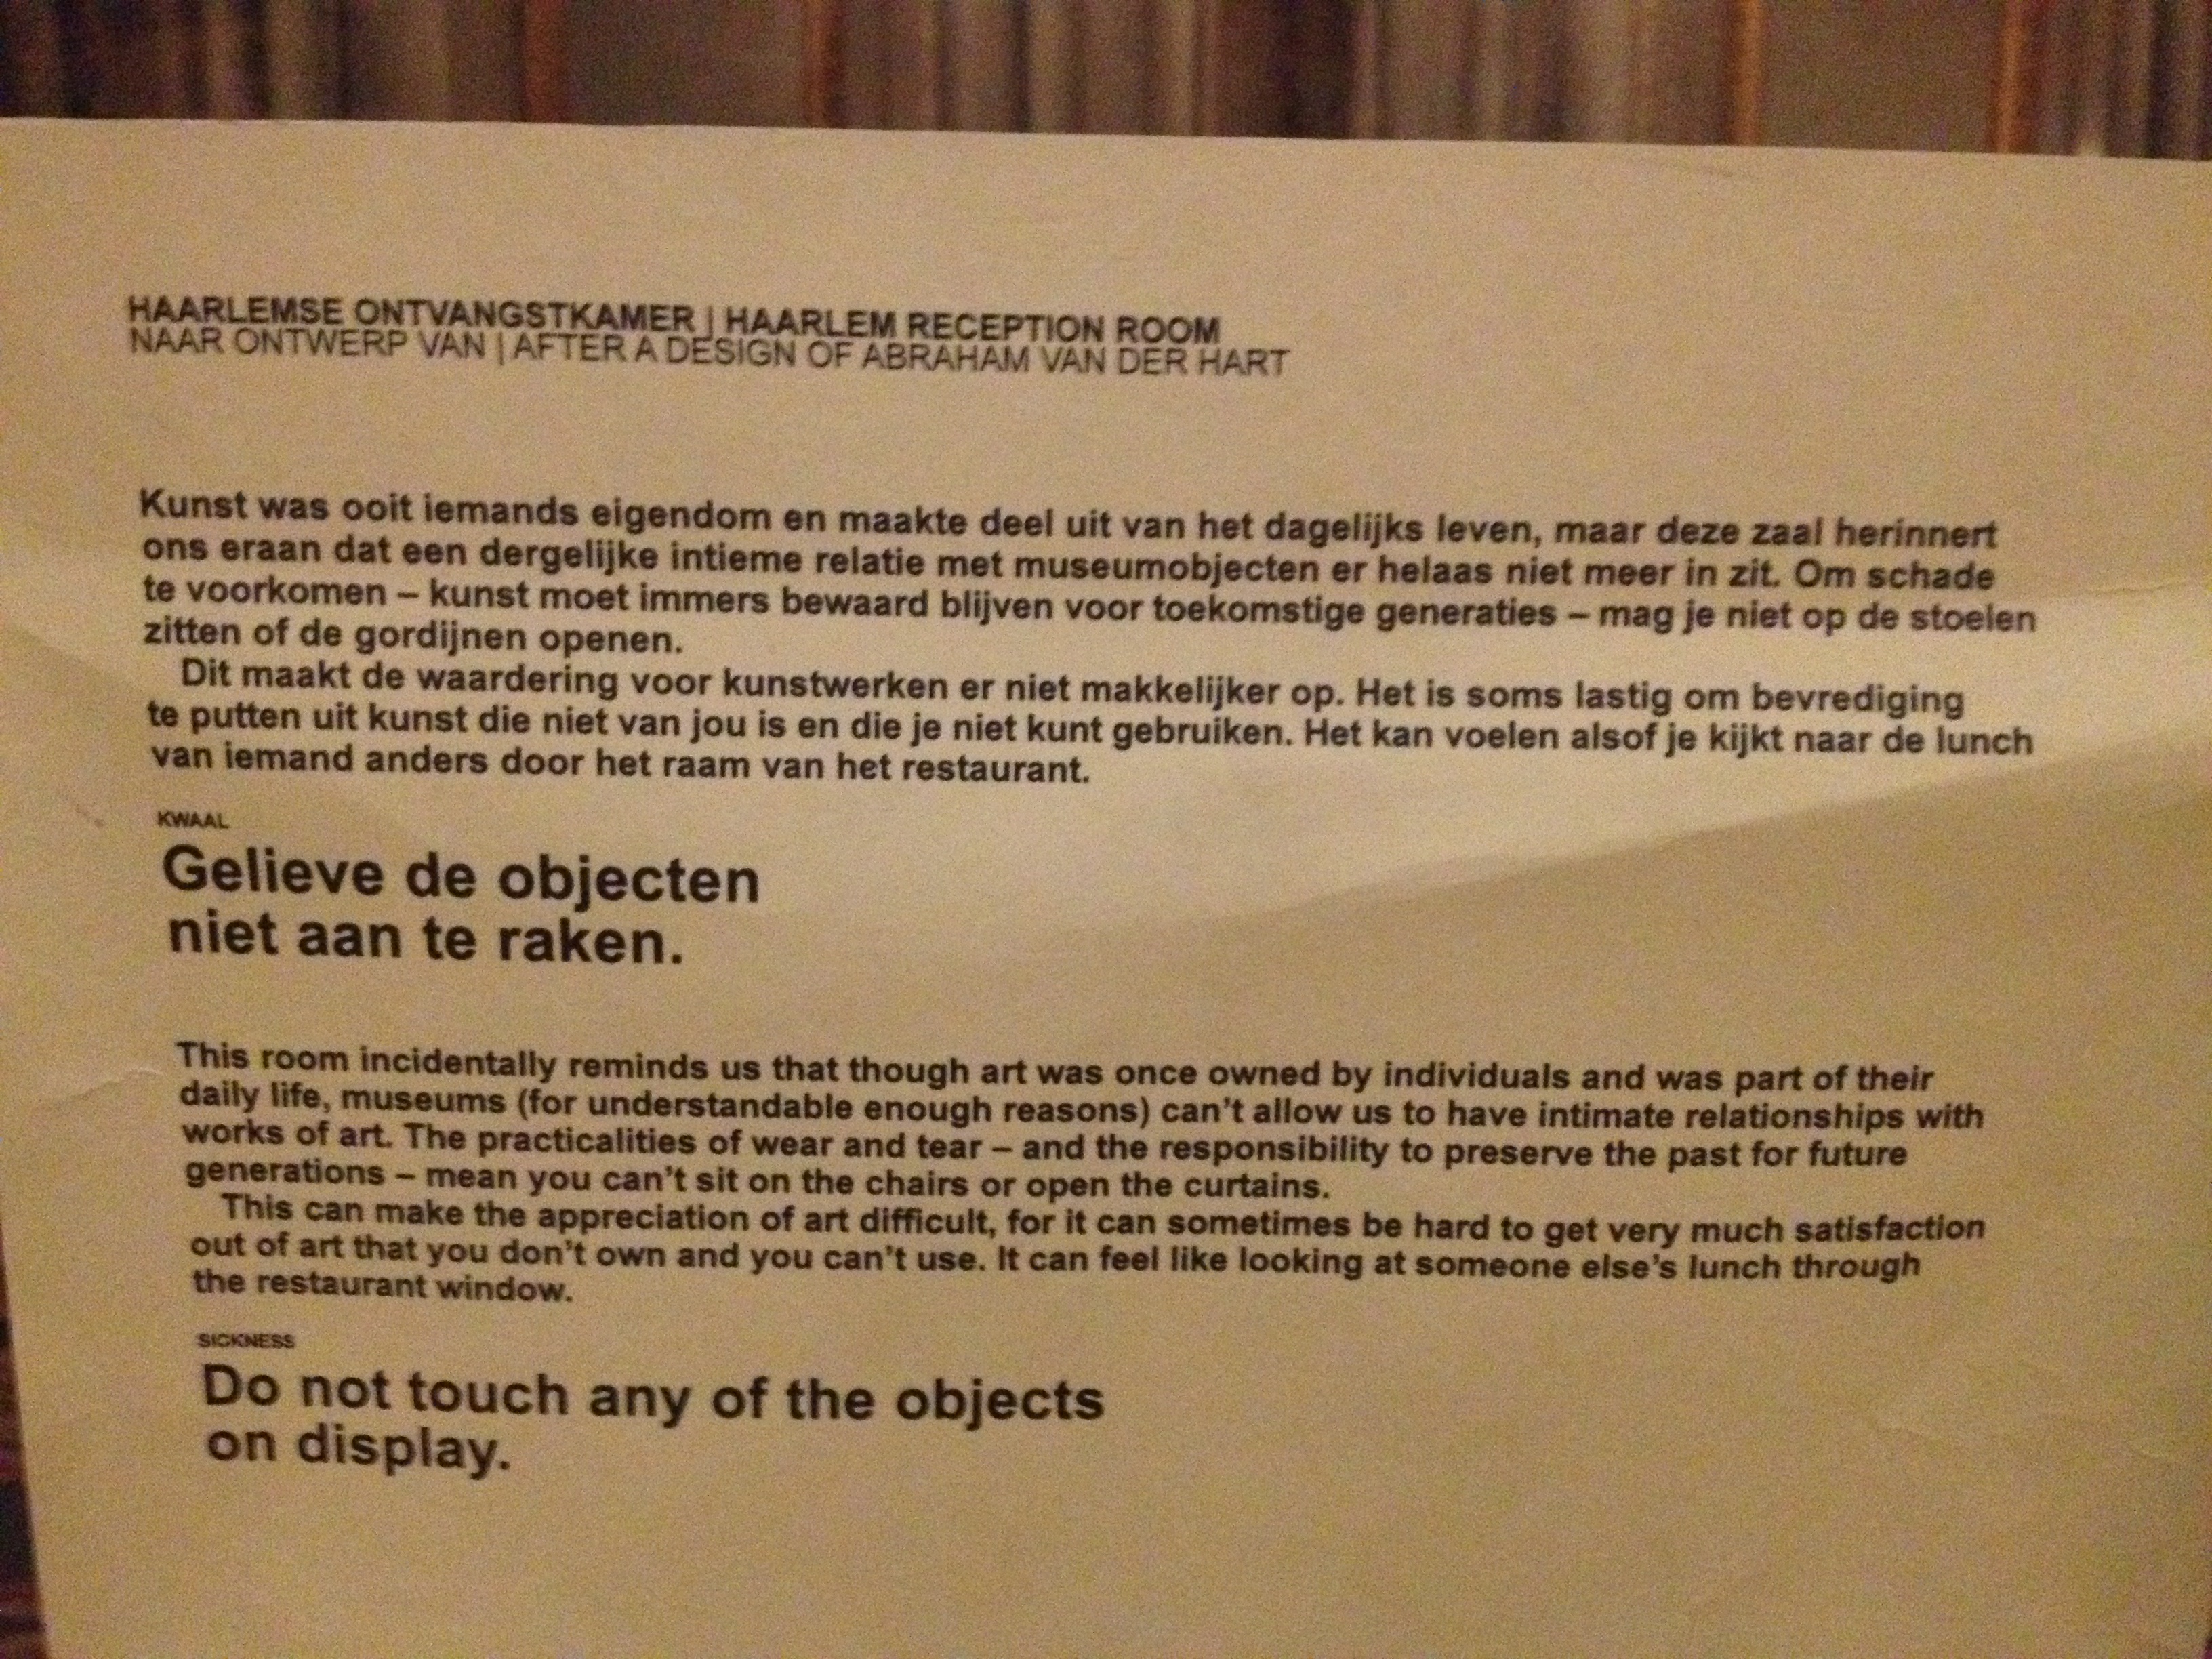 HAARLEMSE ONTVANGSTKAMER | HAARLEM RECEPTION ROOM
NAAR ONTWERP VAN | AFTER A DESIGN OF ABRAHAM VAN DER HART
Kunst was ooit iemands eigendom en maakte deel uit van het dagelijks leven, maar deze zaal herinnert
ons eraan dat een dergelijke intieme relatie met museumobjecten er helaas niet meer in zit. Om schade
te voorkomen – kunst moet immers bewaard blijven voor toekomstige generaties – mag je niet op de stoelen
zitten of de gordijnen openen.
Dit maakt de waardering voor kunstwerken er niet makkelijker op. Het is soms lastig om bevrediging
te putten uit kunst die niet van jou is en die je niet kunt gebruiken. Het kan voelen alsof je kijkt naar de lunch
van iemand anders door het raam van het restaurant.
KWAAL
Gelieve de objecten
niet aan te raken.
This room incidentally reminds us that though art was once owned by individuals and was part of their
daily life, museums (for understandable enough reasons) can't allow us to have intimate relationships with
works of art. The practicalities of wear and tear – and the responsibility to preserve the past for future
generations – mean you can't sit on the chairs or open the curtains.
This can make the appreciation of art difficult, for it can sometimes be hard to get very much satisfaction
out of art that you don't own and you can't use. It can feel like looking at someone else's lunch through
the restaurant window.
SICKNESS
Do not touch any of the objects
on display.